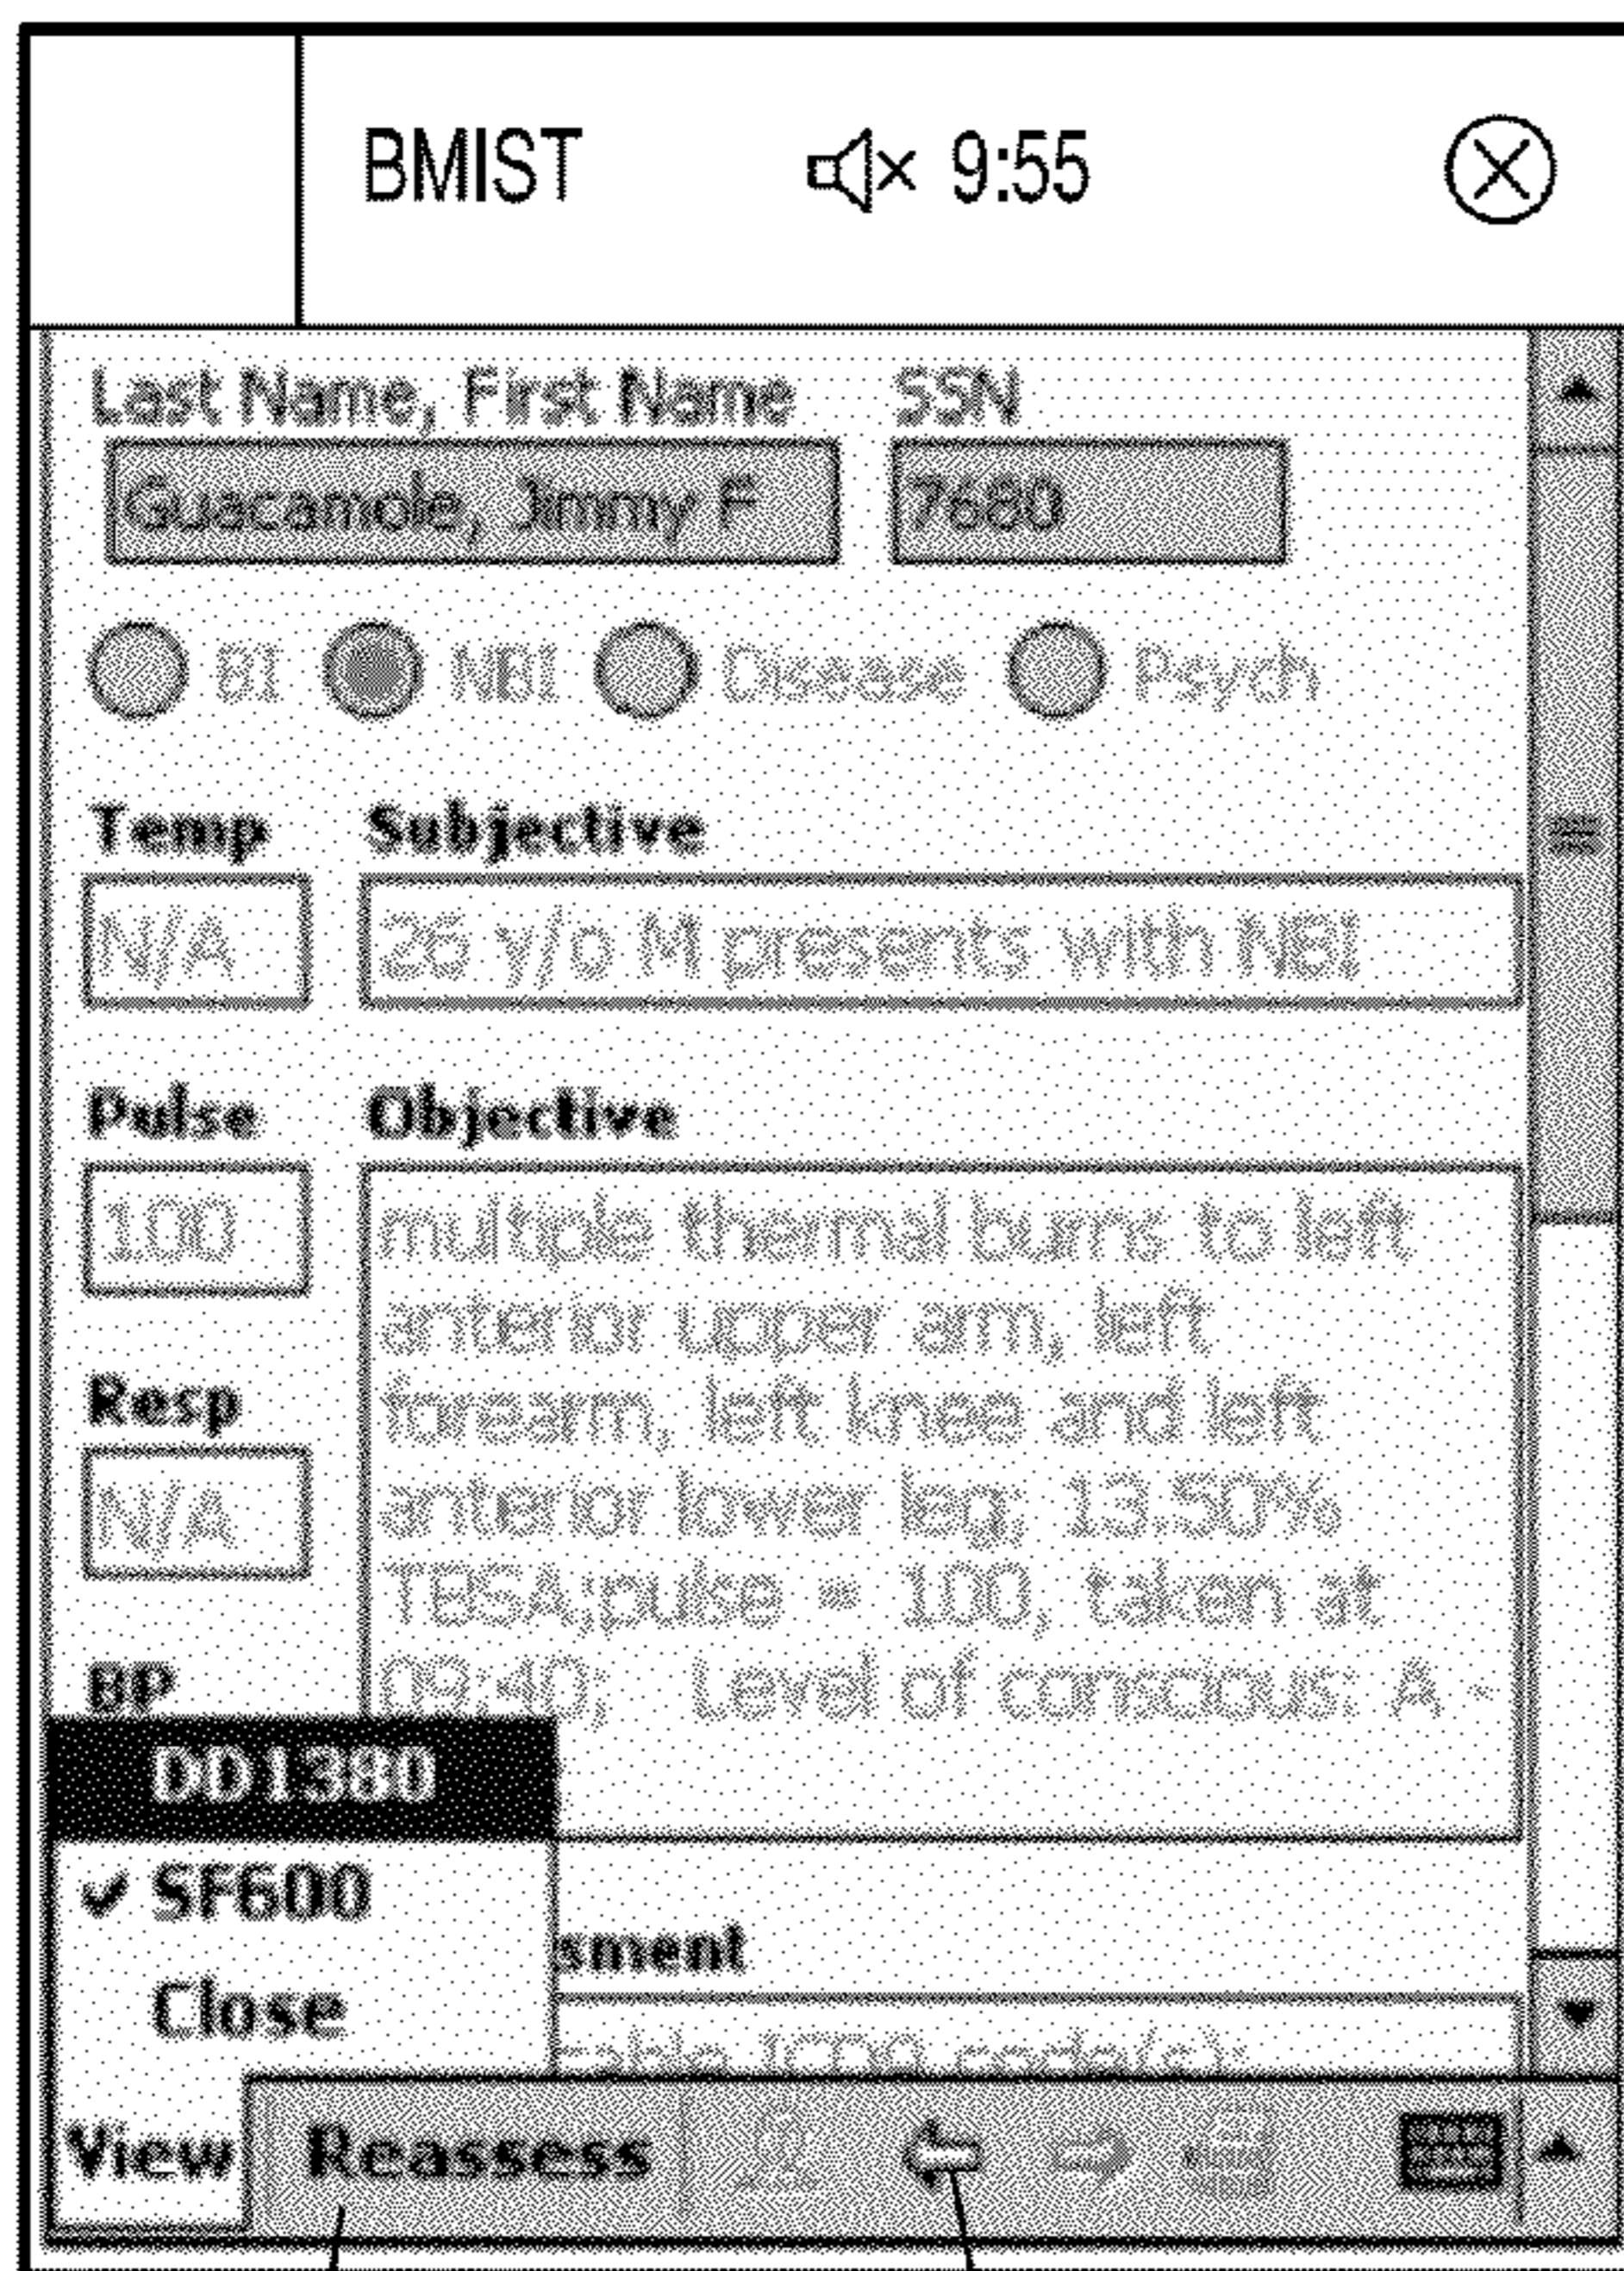 BMIST 9:55
Last Name, First Name SSN
Guacamole, Jimmy F 7680
BI NBI Disease Psych
Temp Subjective
N/A 26 y/o M presents with NBI
Pulse Objective
100 multiple thermal burns to left
anterior upper arm, left
Resp forearm, left knee and left
N/A anterior lower leg; 13.50%
TBSA;pulse = 100, taken at
BP 09:40; Level of conscious: A -
DD1380
SF600
sment
Close
ICD9 code(s):
View Reassess